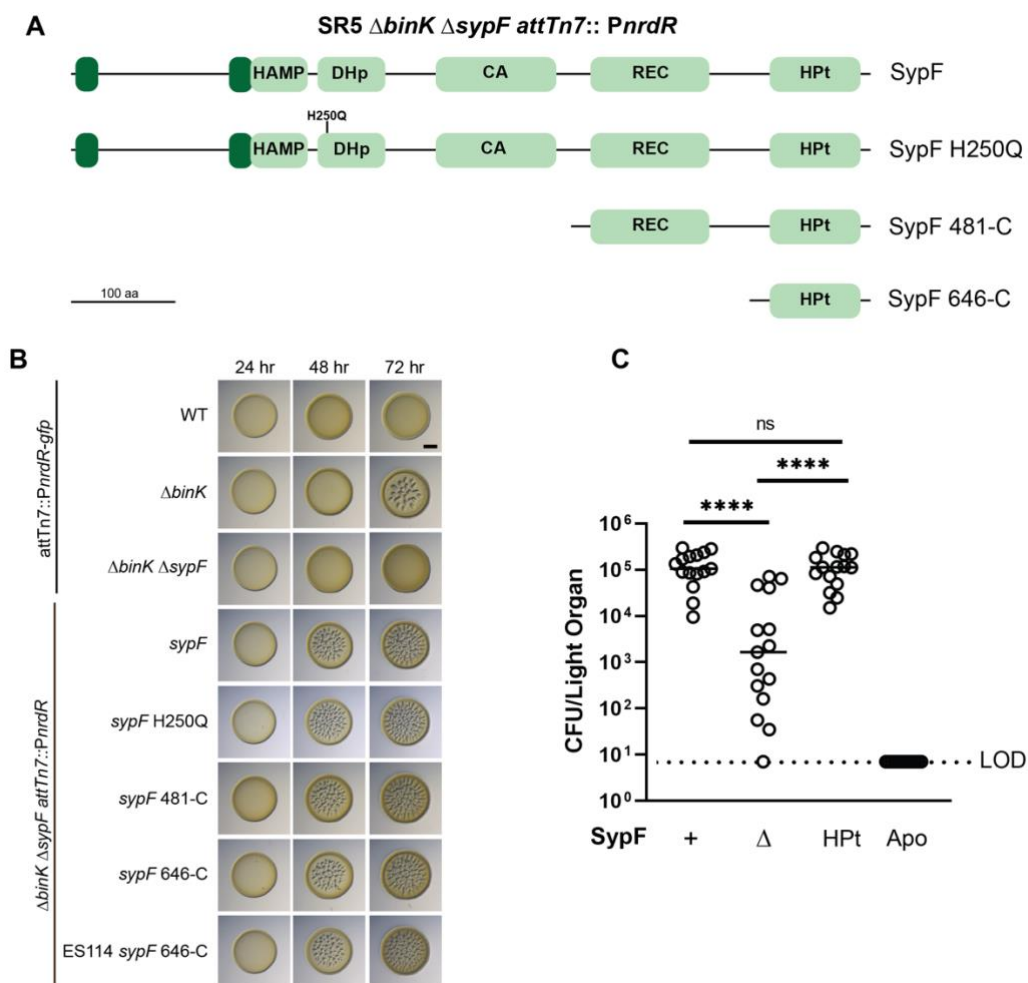 A
SR5 ΔbinK ΔsypF attTn7:: PnrdR
HAMP DHp CA REC HPt SypF
H250Q
HAMP DHp CA REC HPt SypF H250Q
REC HPt SypF 481-C
100 aa
HPt SypF 646-C
B
24 hr 48 hr 72 hr
attTn7::PnrdR-gfp
WT
ΔbinK
ΔbinK ΔsypF
ΔbinK ΔsypF attTn7::PnrdR
sypF
sypF H250Q
sypF 481-C
sypF 646-C
ES114 sypF 646-C
C
ns
****
****
CFU/Light Organ
10⁶
10⁵
10⁴
10³
10²
10¹
10⁰
LOD
SypF + Δ HPt Apo